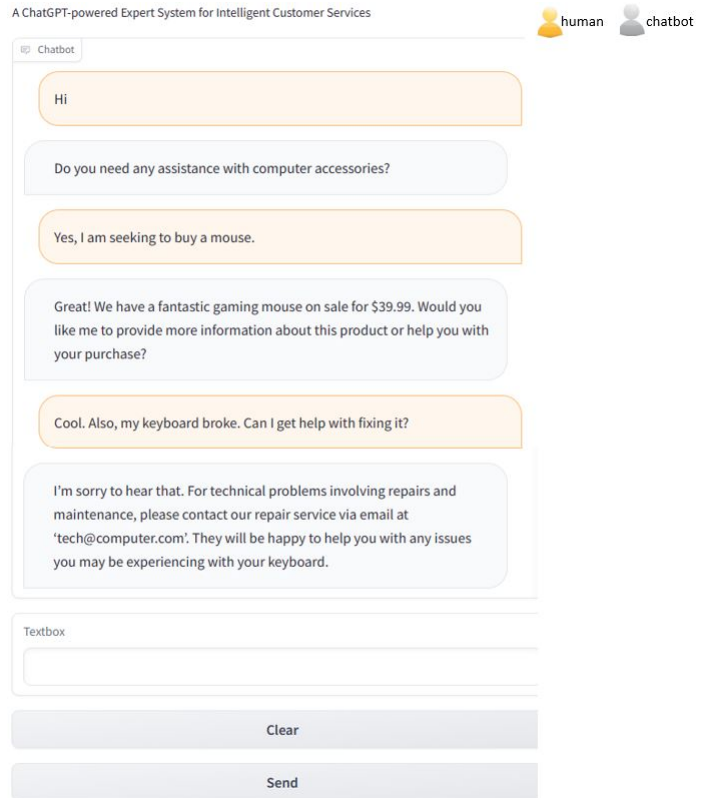 A ChatGPT-powered Expert System for Intelligent Customer Services
human
chatbot
Chatbot
Hi
Do you need any assistance with computer accessories?
Yes, I am seeking to buy a mouse.
Great! We have a fantastic gaming mouse on sale for $39.99. Would you
like me to provide more information about this product or help you with
your purchase?
Cool. Also, my keyboard broke. Can I get help with fixing it?
I'm sorry to hear that. For technical problems involving repairs and
maintenance, please contact our repair service via email at
‘tech@computer.com’. They will be happy to help you with any issues
you may be experiencing with your keyboard.
Textbox
Clear
Send